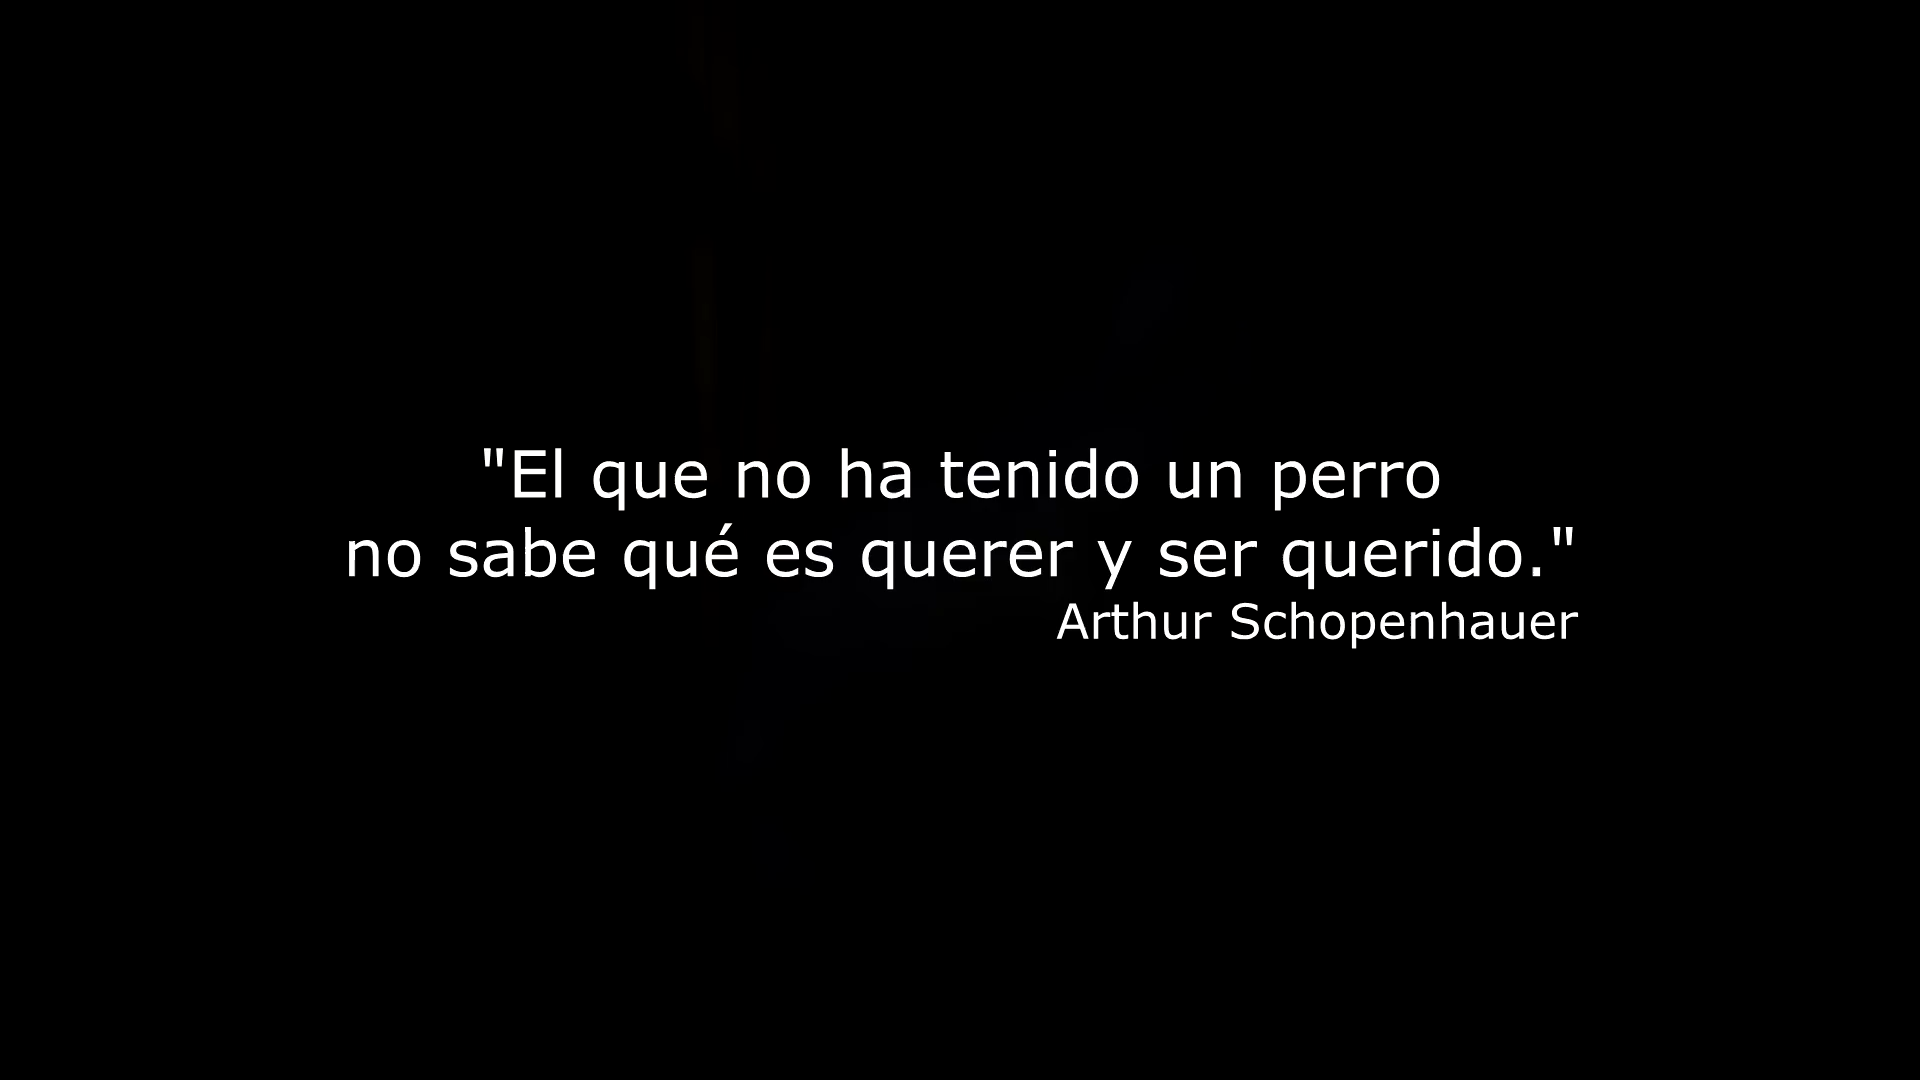 "El que no ha tenido un perro
no sabe qué es querer y ser querido."
Arthur Schopenhauer